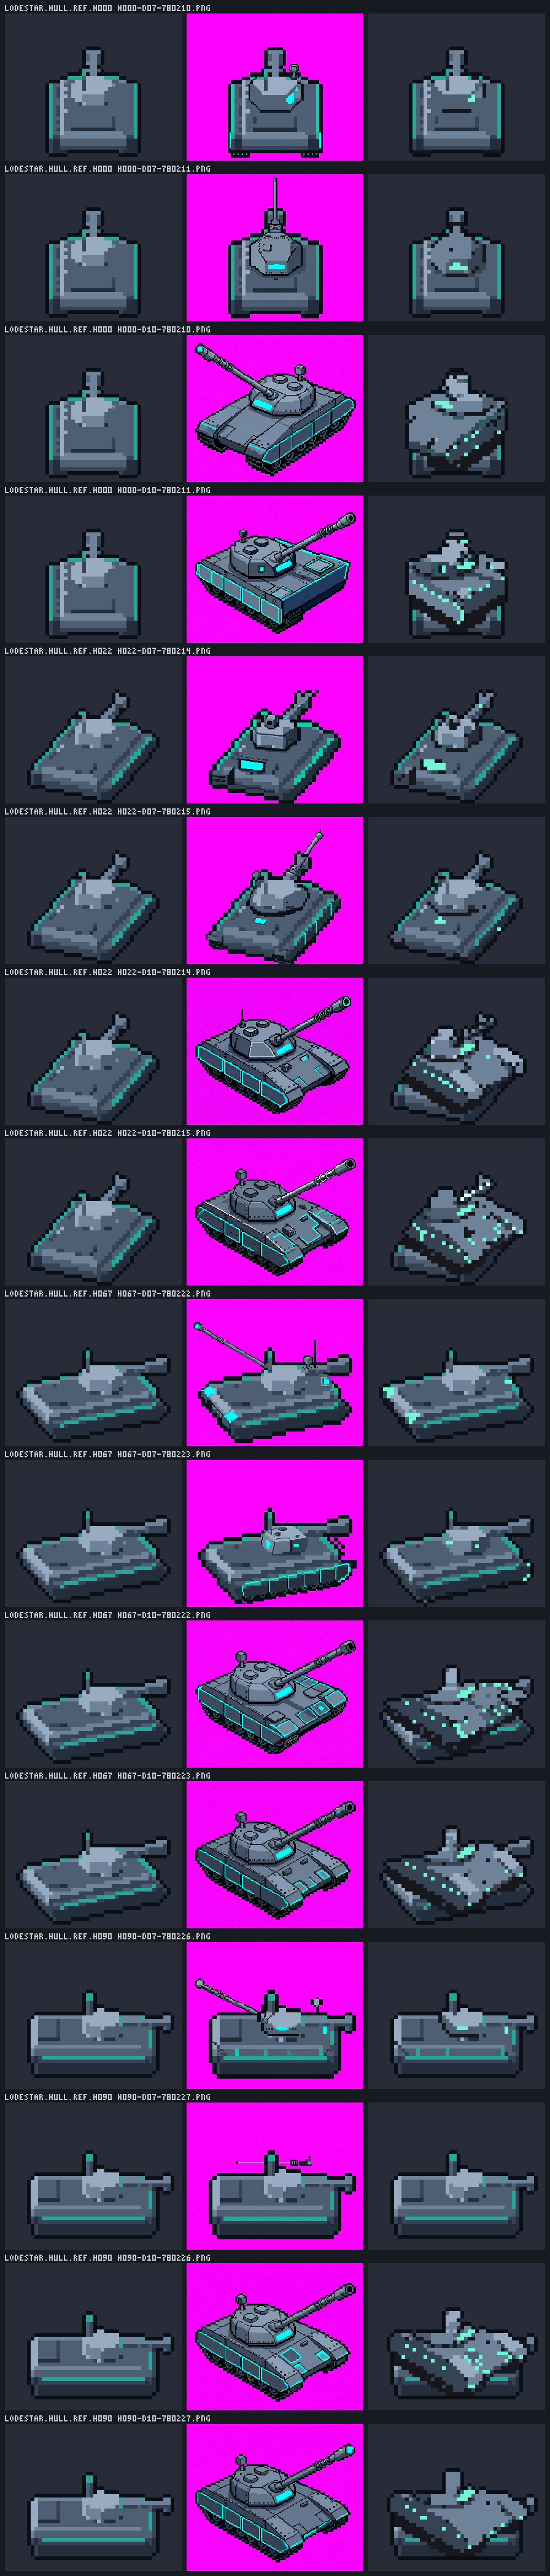 LODESTAR.HULL.REF.H000 H000-D07-780210.PNG
LODESTAR.HULL.REF.H000 H000-D07-780211.PNG
LODESTAR.HULL.REF.H000 H000-D10-780210.PNG
LODESTAR.HULL.REF.H000 H000-D10-780211.PNG
LODESTAR.HULL.REF.H022 H022-D07-780214.PNG
LODESTAR.HULL.REF.H022 H022-D07-780215.PNG
LODESTAR.HULL.REF.H022 H022-D10-780214.PNG
LODESTAR.HULL.REF.H022 H022-D10-780215.PNG
LODESTAR.HULL.REF.H067 H067-D07-780222.PNG
LODESTAR.HULL.REF.H067 H067-D07-780223.PNG
LODESTAR.HULL.REF.H067 H067-D10-780222.PNG
LODESTAR.HULL.REF.H067 H067-D10-780223.PNG
LODESTAR.HULL.REF.H090 H090-D07-780226.PNG
LODESTAR.HULL.REF.H090 H090-D07-780227.PNG
LODESTAR.HULL.REF.H090 H090-D10-780226.PNG
LODESTAR.HULL.REF.H090 H090-D10-780227.PNG